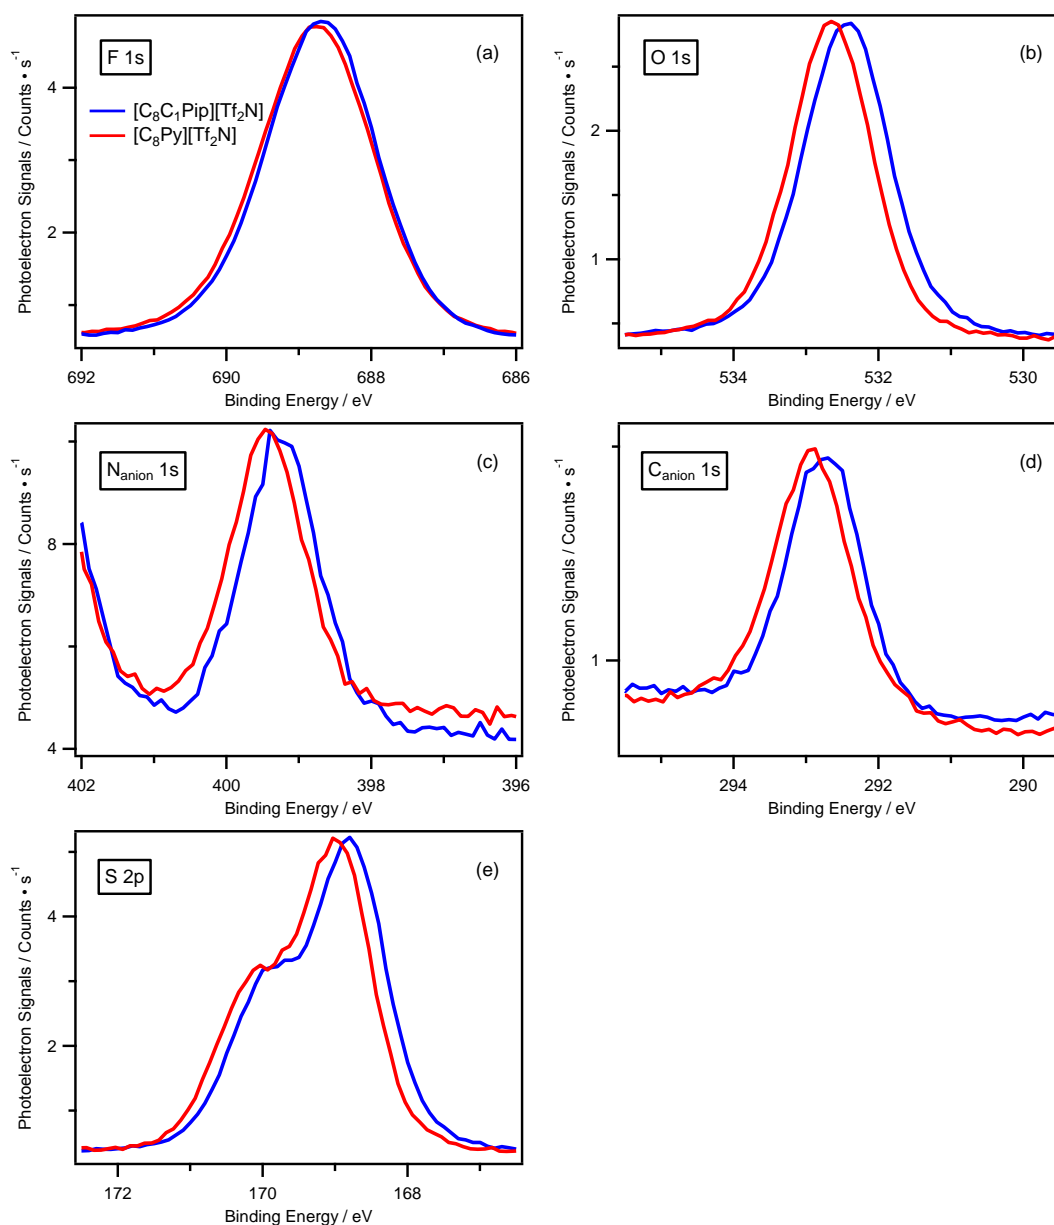 F 1s
(a)
[C₈C₁Pip][Tf₂N]
[C₈Py][Tf₂N]
4
2
692
690
688
686
Binding Energy / eV
Photoelectron Signals / Counts • s⁻¹
O 1s
(b)
2
1
534
532
530
Binding Energy / eV
Photoelectron Signals / Counts • s⁻¹
Nₐₙᵢₒₙ 1s
(c)
8
4
402
400
398
396
Binding Energy / eV
Photoelectron Signals / Counts • s⁻¹
Cₐₙᵢₒₙ 1s
(d)
1
294
292
290
Binding Energy / eV
Photoelectron Signals / Counts • s⁻¹
S 2p
(e)
4
2
172
170
168
Binding Energy / eV
Photoelectron Signals / Counts • s⁻¹